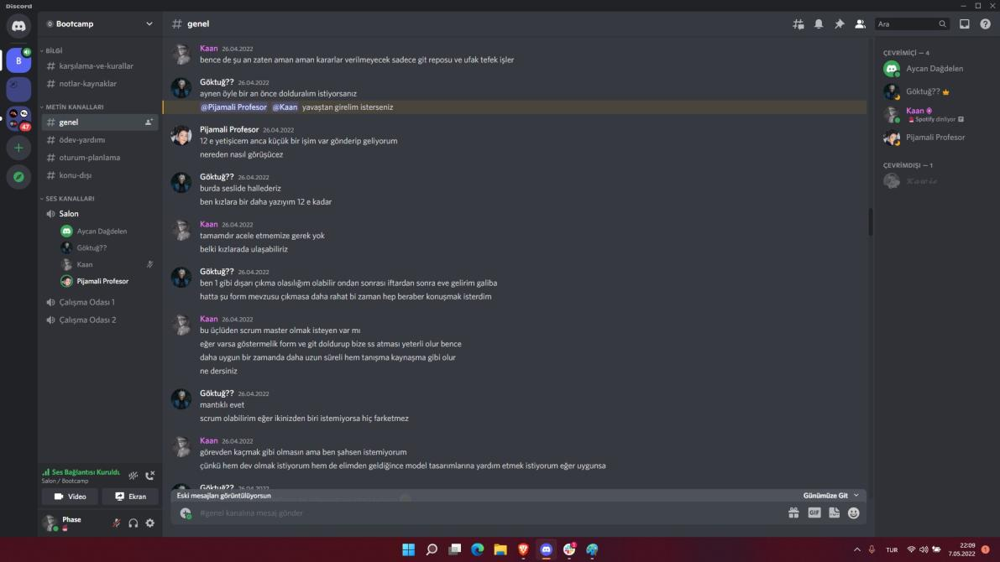 Discord
Bootcamp
genel
Ara
BİLGİ
karşılama-ve-kurallar
notlar-kaynaklar
METİN KANALLARI
genel
ödev-yardımı
oturum-planlama
konu-dışı
SES KANALLARI
Salon
Aycan Dağdelen
Göktuğ??
Kaan
Pijamali Profesor
Çalışma Odası 1
Çalışma Odası 2
Ses Bağlantısı Kuruldu
Salon / Bootcamp
Video
Ekran
Phase
B
47
Kaan 26.04.2022
bence de şu an zaten aman aman kararlar verilmeyecek sadece git reposu ve ufak tefek işler
Göktuğ?? 26.04.2022
aynen öyle bir an önce dolduralım istiyorsanız
@Pijamali Profesor @Kaan yavaştan girelim isterseniz
Pijamali Profesor 26.04.2022
12 e yetişicem anca küçük bir işim var gönderip geliyorum
nereden nasıl görüşücez
Göktuğ?? 26.04.2022
burda seslide hallederiz
ben kızlara bir daha yazıyım 12 e kadar
Kaan 26.04.2022
tamamdır acele etmemize gerek yok
belki kızlarada ulaşabiliriz
Göktuğ?? 26.04.2022
ben 1 gibi dışarı çıkma olasılığım olabilir ondan sonrası iftardan sonra eve gelirim galiba
hatta şu form mevzusu çıkmasa daha rahat bi zaman hep beraber konuşmak isterdim
Kaan 26.04.2022
bu üçlüden scrum master olmak isteyen var mı
eğer varsa göstermelik form ve git doldurup bize ss atması yeterli olur bence
daha uygun bir zamanda daha uzun süreli hem tanışma kaynaşma gibi olur
ne dersiniz
Göktuğ?? 26.04.2022
mantıklı evet
scrum olabilirim eğer ikinizden biri istemiyorsa hiç farketmez
Kaan 26.04.2022
görevden kaçmak gibi olmasın ama ben şahsen istemiyorum
çünkü hem dev olmak istiyorum hem de elimden geldiğince model tasarımlarına yardım etmek istiyorum eğer uygunsa
Göktuğ?? 26.04.2022
Eski mesajları görüntülüyorsun
Günümüze Git
#genel kanalına mesaj gönder
GIF
ÇEVRİMİÇİ — 4
Aycan Dağdelen
Göktuğ??
Kaan
Spotify dinliyor
Pijamali Profesor
ÇEVRİMDIŞI — 1
𝓚𝓪𝔀𝓲𝓮
TUR
22:09
7.05.2022
1